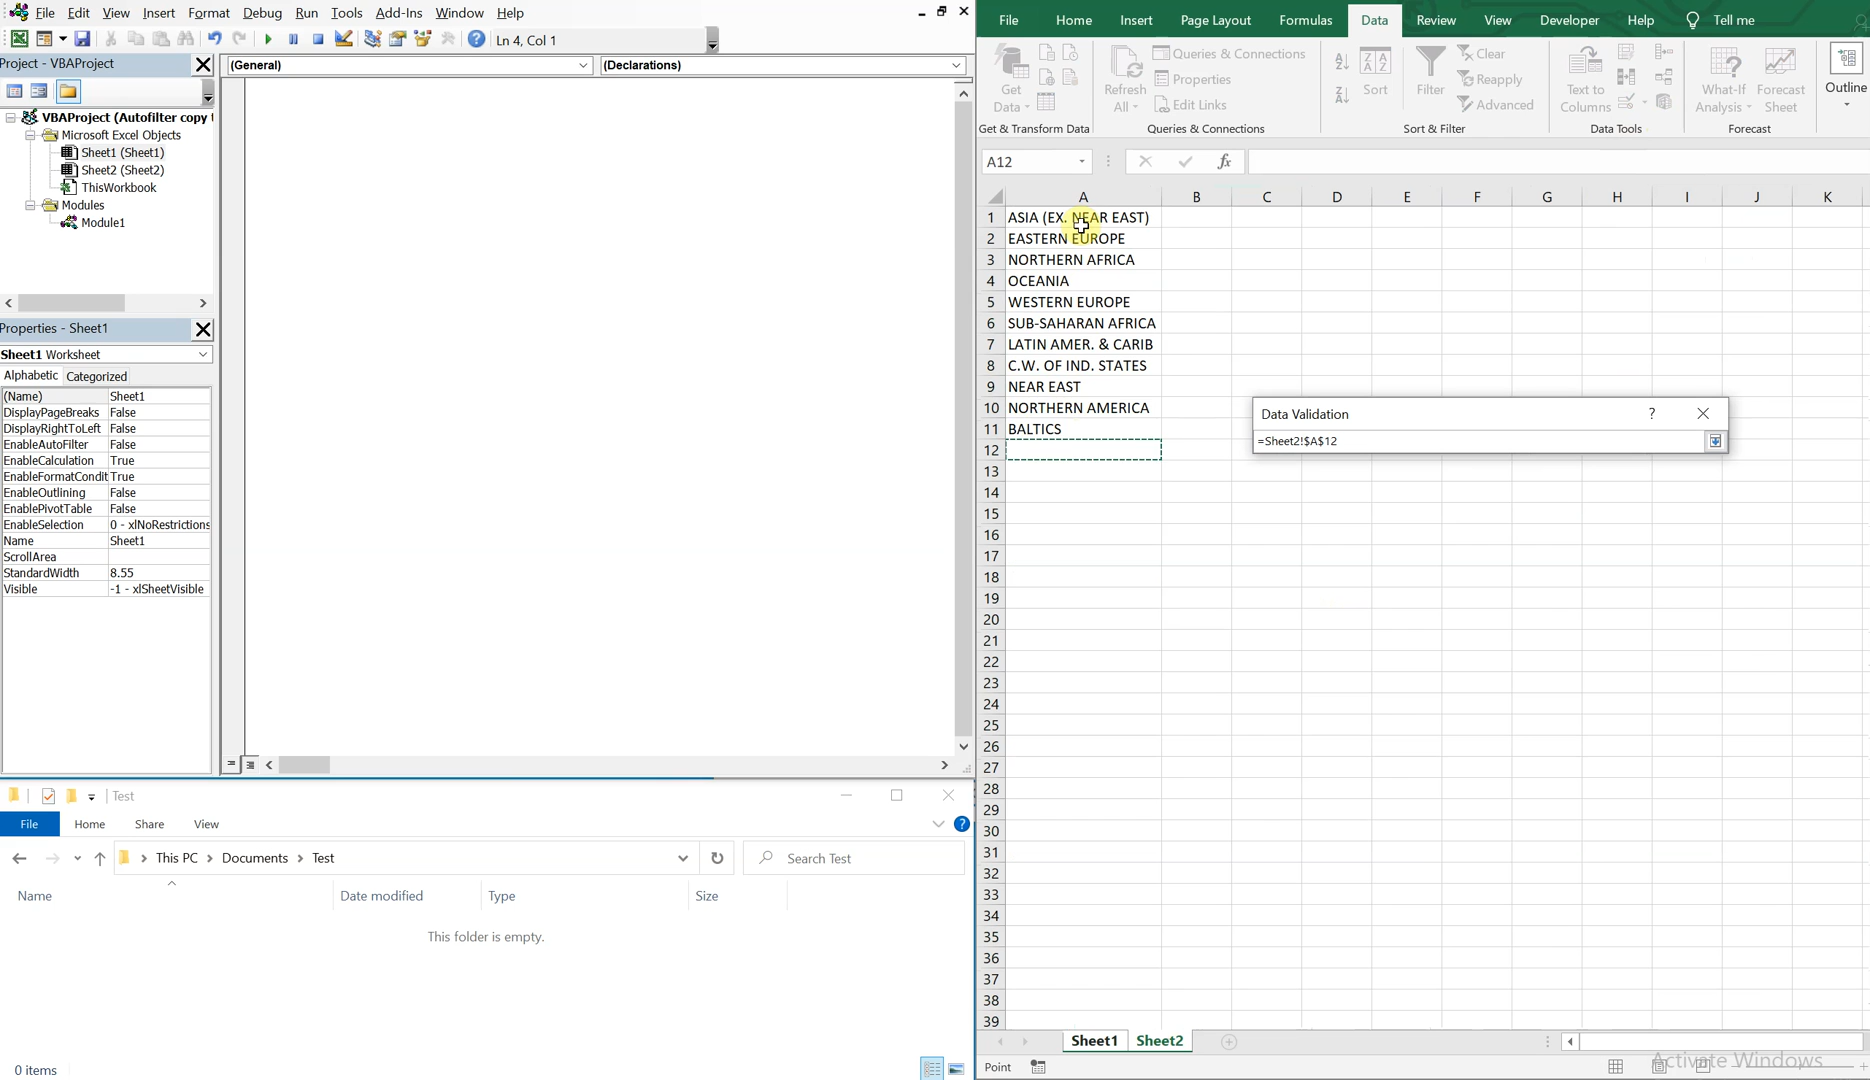 File Edit View Insert Format Debug Run Tools Add-Ins Window Help
Ln 4, Col 1
Project - VBAProject
(General)
(Declarations)
VBAProject (Autofilter copy
Microsoft Excel Objects
Sheet1 (Sheet1)
Sheet2 (Sheet2)
ThisWorkbook
Modules
Module1
Properties - Sheet1
Sheet1 Worksheet
Alphabetic Categorized
(Name) Sheet1
DisplayPageBreaks False
DisplayRightToLeft False
EnableAutoFilter False
EnableCalculation True
EnableFormatCondit True
EnableOutlining False
EnablePivotTable False
EnableSelection 0 - xlNoRestrictions
Name Sheet1
ScrollArea
StandardWidth 8.55
Visible -1 - xlSheetVisible
Test
File Home Share View
This PC > Documents > Test
Search Test
Name Date modified Type Size
This folder is empty.
0 items
File Home Insert Page Layout Formulas Data Review View Developer Help Tell me
Get Data
Refresh All
Queries & Connections
Properties
Edit Links
Sort
Filter
Clear
Reapply
Advanced
Text to Columns
What-If Analysis
Forecast Sheet
Outline
Get & Transform Data
Queries & Connections
Sort & Filter
Data Tools
Forecast
A12
fx
A B C D E F G H I J K
1 ASIA (EX. NEAR EAST)
2 EASTERN EUROPE
3 NORTHERN AFRICA
4 OCEANIA
5 WESTERN EUROPE
6 SUB-SAHARAN AFRICA
7 LATIN AMER. & CARIB
8 C.W. OF IND. STATES
9 NEAR EAST
10 NORTHERN AMERICA
11 BALTICS
12
13
14
15
16
17
18
19
20
21
22
23
24
25
26
27
28
29
30
31
32
33
34
35
36
37
38
39
Data Validation ?
=Sheet2!$A$12
Sheet1 Sheet2
Point
Activate Windows